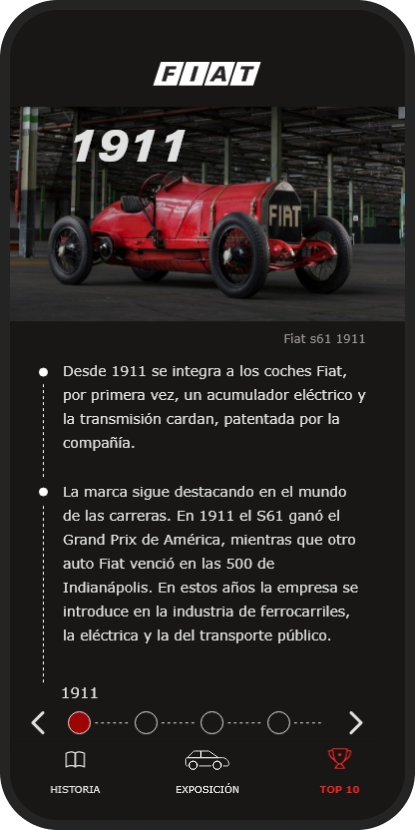 FIAT
1911
FIAT
Fiat s61 1911
Desde 1911 se integra a los coches Fiat,
por primera vez, un acumulador eléctrico y
la transmisión cardan, patentada por la
compañía.
La marca sigue destacando en el mundo
de las carreras. En 1911 el S61 ganó el
Grand Prix de América, mientras que otro
auto Fiat venció en las 500 de
Indianápolis. En estos años la empresa se
introduce en la industria de ferrocarriles,
la eléctrica y la del transporte público.
1911
HISTORIA EXPOSICIÓN TOP 10